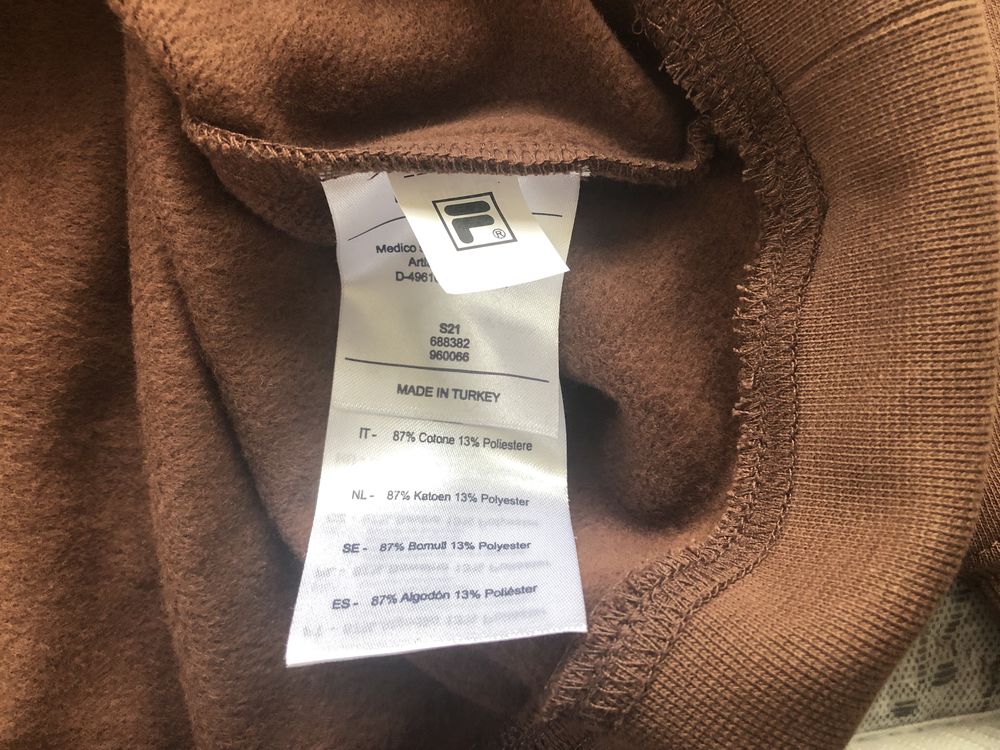 F®
Medico
D-4961
S21
688382
960066
MADE IN TURKEY
IT - 87% Cotone 13% Poliestere
NL - 87% Katoen 13% Polyester
SE - 87% Bomull 13% Polyester
ES - 87% Algodón 13% Poliéster